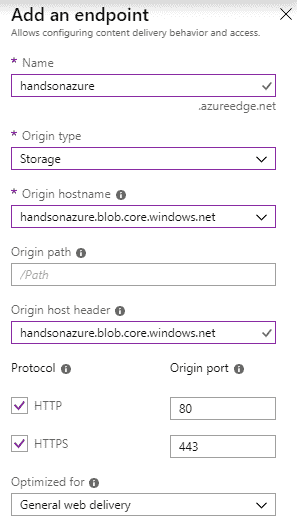 Add an endpoint
Allows configuring content delivery behavior and access.
* Name
handsonazure
.azureedge.net
* Origin type
Storage
* Origin hostname
handsonazure.blob.core.windows.net
Origin path
/Path
Origin host header
handsonazure.blob.core.windows.net
Protocol Origin port
HTTP 80
HTTPS 443
Optimized for
General web delivery